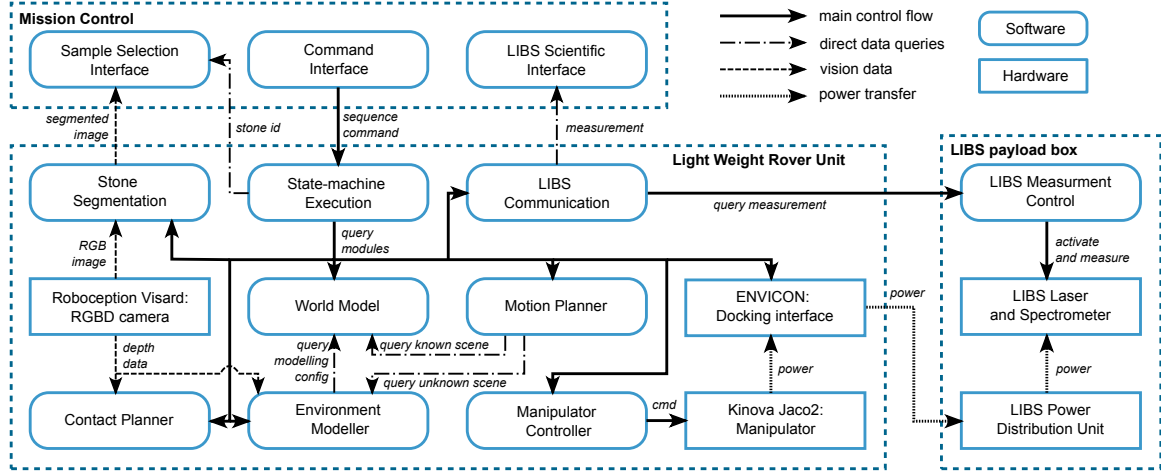 Mission Control
Sample Selection
Interface
Command
Interface
LIBS Scientific
Interface
main control flow
direct data queries
vision data
power transfer
Software
Hardware
segmented
image
stone id
sequence
command
measurement
Light Weight Rover Unit
LIBS payload box
Stone
Segmentation
State-machine
Execution
LIBS
Communication
query measurement
LIBS Measurment
Control
RGB
image
query
modules
activate
and measure
Roboception Visard:
RGBD camera
World Model
Motion Planner
ENVICON:
Docking interface
power
LIBS Laser
and Spectrometer
depth
data
query
modelling
config
query known scene
query unknown scene
power
power
Contact Planner
Environment
Modeller
Manipulator
Controller
cmd
Kinova Jaco2:
Manipulator
LIBS Power
Distribution Unit